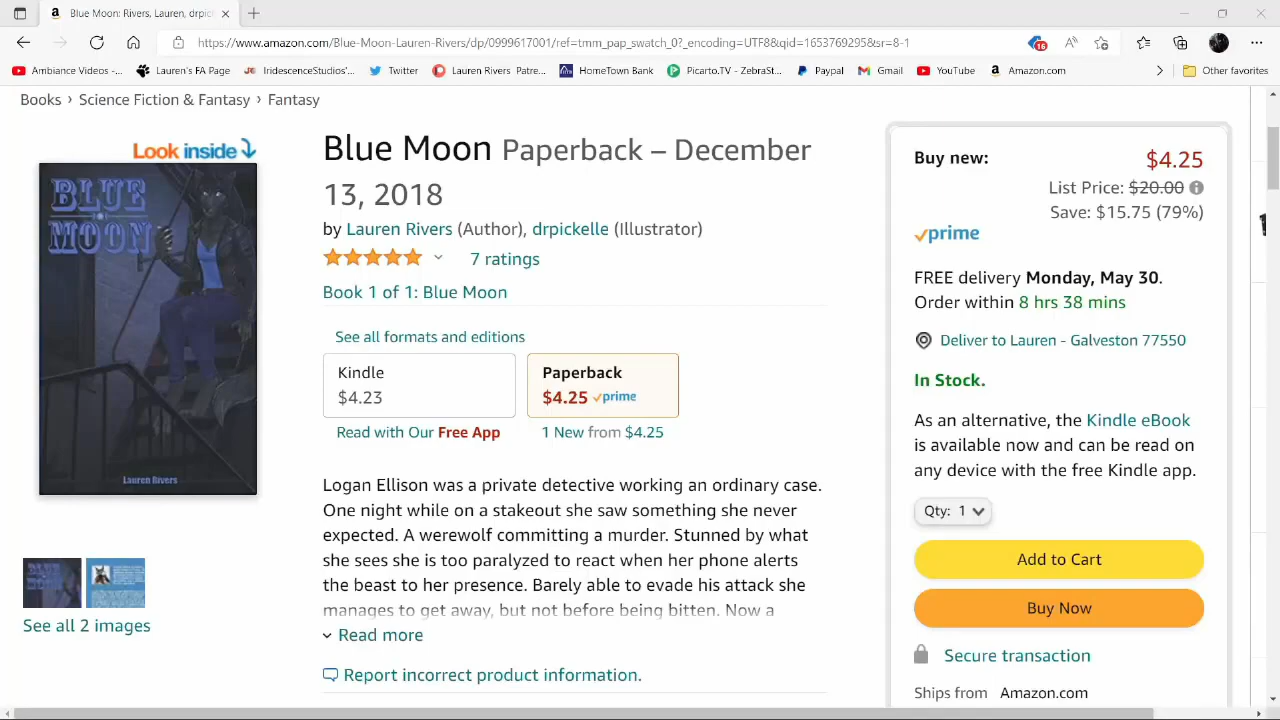 Blue Moon: Rivers, Lauren, drpic
https://www.amazon.com/Blue-Moon-Lauren-Rivers/dp/0999617001/ref=tmm_pap_swatch_0?_encoding=UTF8&qid=1653769295&sr=8-1
16
Ambiance Videos -...
Lauren's FA Page
IridescenceStudios'...
Twitter
Lauren Rivers Patre...
HomeTown Bank
Picarto.TV - ZebraSt...
Paypal
Gmail
YouTube
Amazon.com
Other favorites
Books › Science Fiction & Fantasy › Fantasy
Look inside
BLUE
MOON
Lauren Rivers
See all 2 images
Blue Moon Paperback – December
13, 2018
by Lauren Rivers (Author), drpickelle (Illustrator)
7 ratings
Book 1 of 1: Blue Moon
See all formats and editions
Kindle
$4.23
Paperback
$4.25 prime
Read with Our Free App
1 New from $4.25
Logan Ellison was a private detective working an ordinary case.
One night while on a stakeout she saw something she never
expected. A werewolf committing a murder. Stunned by what
she sees she is too paralyzed to react when her phone alerts
the beast to her presence. Barely able to evade his attack she
manages to get away, but not before being bitten. Now a
Read more
Report incorrect product information.
Buy new:
$4.25
List Price: $20.00
Save: $15.75 (79%)
prime
FREE delivery Monday, May 30.
Order within 8 hrs 38 mins
Deliver to Lauren - Galveston 77550
In Stock.
As an alternative, the Kindle eBook
is available now and can be read on
any device with the free Kindle app.
Qty: 1
Add to Cart
Buy Now
Secure transaction
Ships from Amazon.com